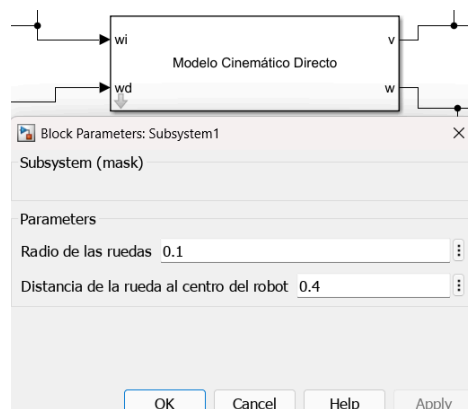 wi
v
Modelo Cinemático Directo
wd
w
Block Parameters: Subsystem1
Subsystem (mask)
Parameters
Radio de las ruedas 0.1
Distancia de la rueda al centro del robot 0.4
OK Cancel Help Apply